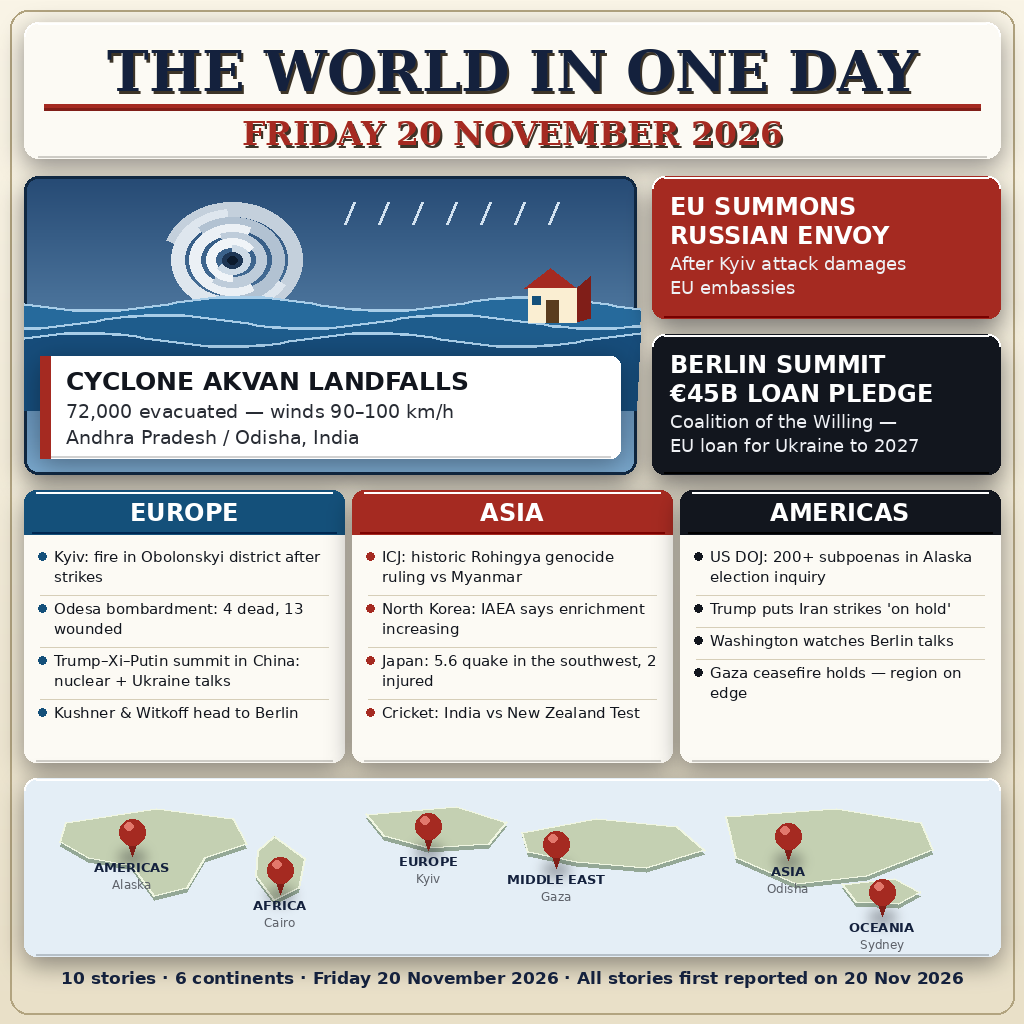 THE WORLD IN ONE DAY
FRIDAY 20 NOVEMBER 2026
CYCLONE AKVAN LANDFALLS
72,000 evacuated — winds 90–100 km/h
Andhra Pradesh / Odisha, India
EU SUMMONS
RUSSIAN ENVOY
After Kyiv attack damages
EU embassies
BERLIN SUMMIT
€45B LOAN PLEDGE
Coalition of the Willing —
EU loan for Ukraine to 2027
EUROPE
Kyiv: fire in Obolonskyi district after
strikes
Odesa bombardment: 4 dead, 13
wounded
Trump–Xi–Putin summit in China:
nuclear + Ukraine talks
Kushner & Witkoff head to Berlin
ASIA
ICJ: historic Rohingya genocide
ruling vs Myanmar
North Korea: IAEA says enrichment
increasing
Japan: 5.6 quake in the southwest, 2
injured
Cricket: India vs New Zealand Test
AMERICAS
US DOJ: 200+ subpoenas in Alaska
election inquiry
Trump puts Iran strikes 'on hold'
Washington watches Berlin talks
Gaza ceasefire holds — region on
edge
AMERICAS
Alaska
AFRICA
Cairo
EUROPE
Kyiv
MIDDLE EAST
Gaza
ASIA
Odisha
OCEANIA
Sydney
10 stories · 6 continents · Friday 20 November 2026 · All stories first reported on 20 Nov 2026